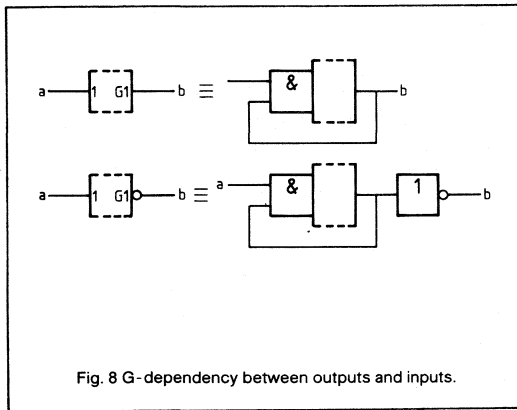 a 1 G1 b ≡ & b
a 1 G1 b ≡ a & 1 b
Fig. 8 G-dependency between outputs and inputs.